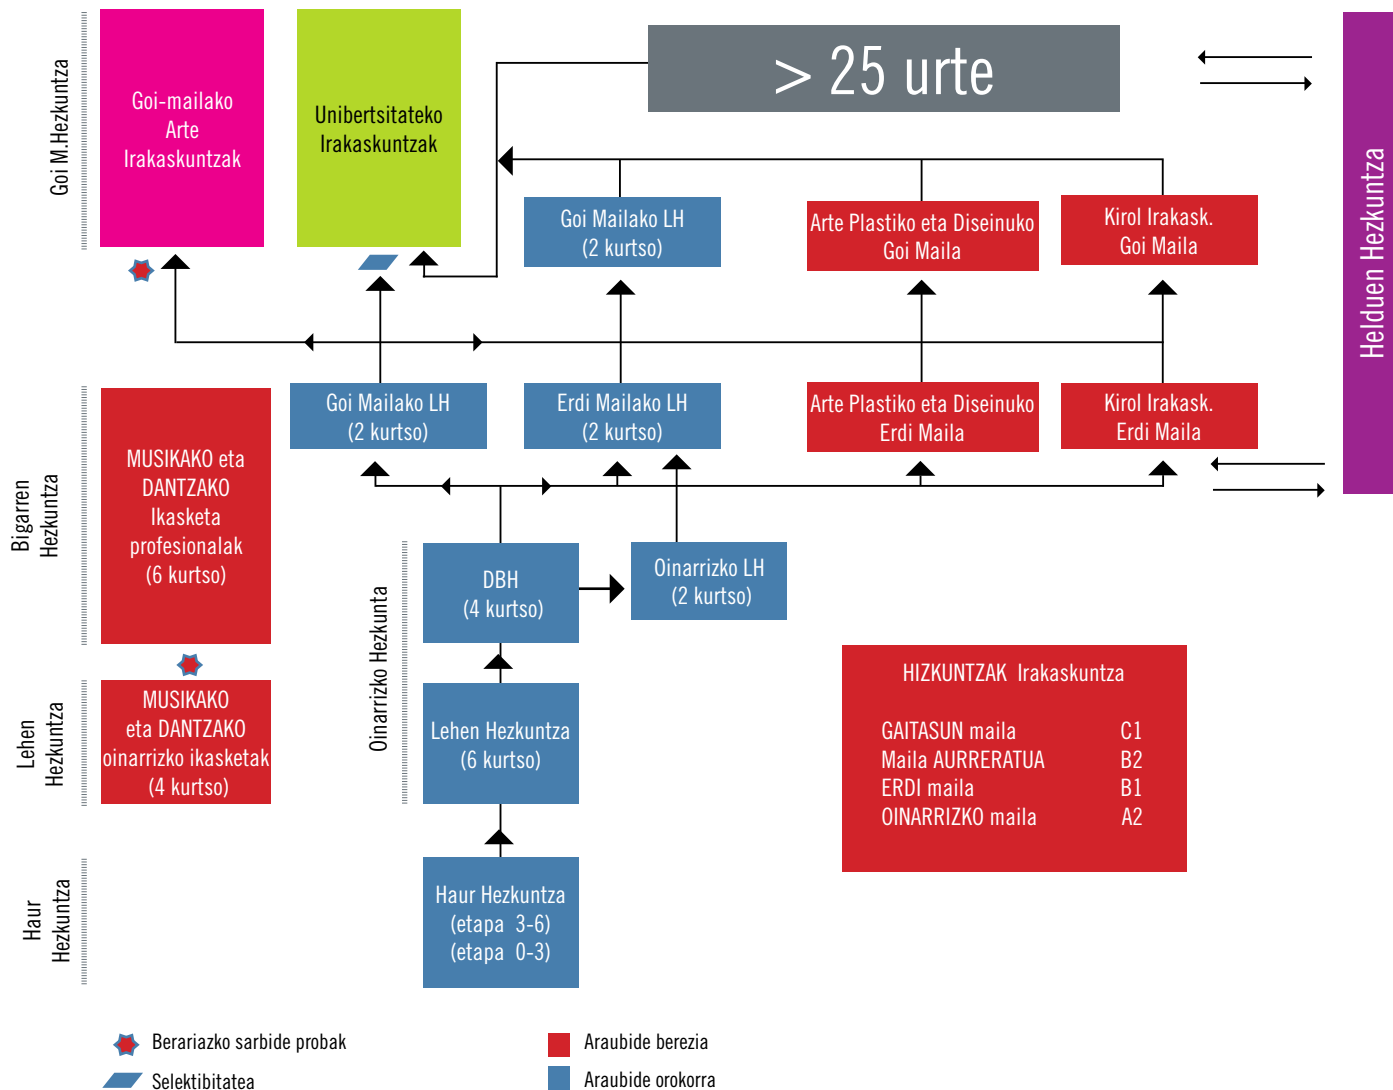 Goi M.Hezkuntza
Goi-mailako
Arte
Irakaskuntzak
Unibertsitateko
Irakaskuntzak
> 25 urte
Helduen Hezkuntza
Goi Mailako LH
(2 kurtso)
Arte Plastiko eta Diseinuko
Goi Maila
Kirol Irakask.
Goi Maila
Bigarren
Hezkuntza
MUSIKAKO eta
DANTZAKO
Ikasketa
profesionalak
(6 kurtso)
Goi Mailako LH
(2 kurtso)
Erdi Mailako LH
(2 kurtso)
Arte Plastiko eta Diseinuko
Erdi Maila
Kirol Irakask.
Erdi Maila
Oinarrizko Hezkunta
DBH
(4 kurtso)
Oinarrizko LH
(2 kurtso)
Lehen
Hezkuntza
MUSIKAKO
eta DANTZAKO
oinarrizko ikasketak
(4 kurtso)
Lehen Hezkuntza
(6 kurtso)
HIZKUNTZAK Irakaskuntza
GAITASUN maila C1
Maila AURRERATUA B2
ERDI maila B1
OINARRIZKO maila A2
Haur
Hezkuntza
Haur Hezkuntza
(etapa 3-6)
(etapa 0-3)
Berariazko sarbide probak
Selektibitatea
Araubide berezia
Araubide orokorra